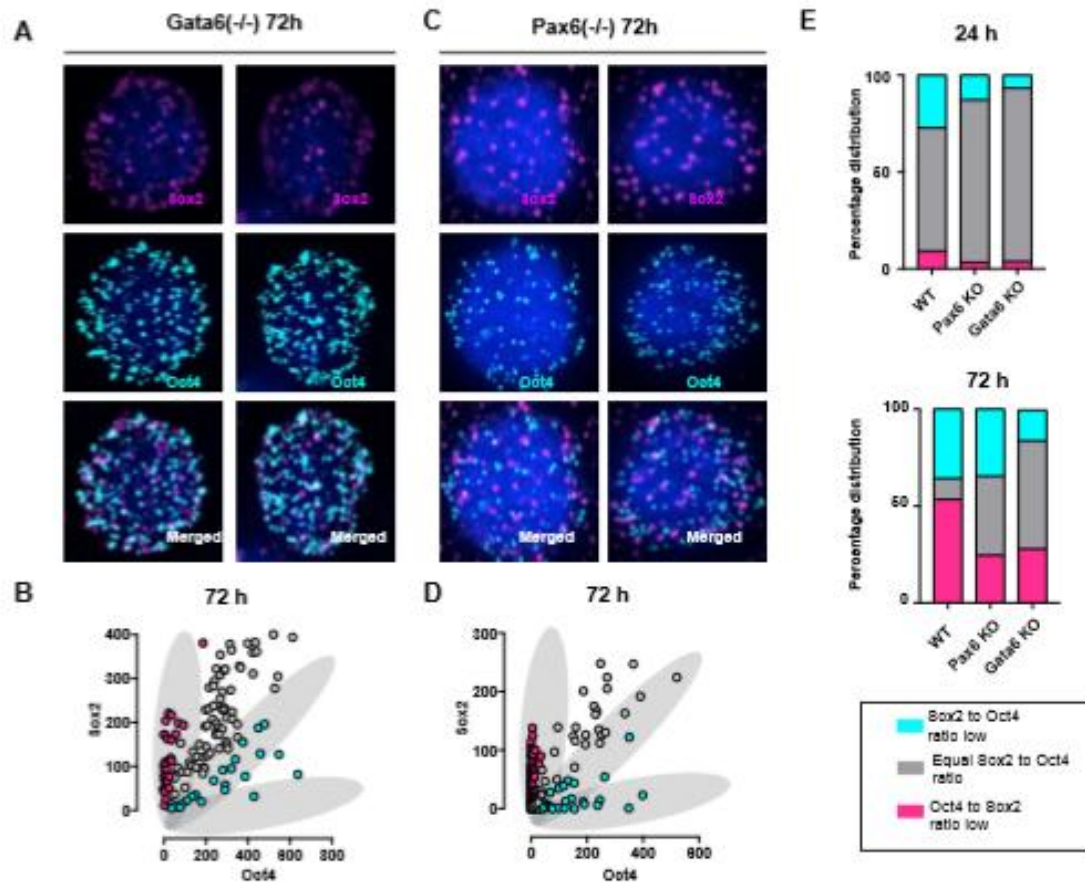 A
Gata6(-/-) 72h
C
Pax6(-/-) 72h
E
Sox2
Sox2
Sox2
Sox2
Oct4
Oct4
Oct4
Oct4
Merged
Merged
Merged
Merged
24 h
Percentage distribution
100
50
0
WT
Pax6 KO
Gata6 KO
72 h
Percentage distribution
100
50
0
WT
Pax6 KO
Gata6 KO
B
72 h
Sox2
400
300
200
100
0
0
200
400
600
800
Oct4
D
72 h
Sox2
300
200
100
0
0
200
400
600
800
Oct4
Sox2 to Oct4
ratio low
Equal Sox2 to Oct4
ratio
Oct4 to Sox2
ratio low